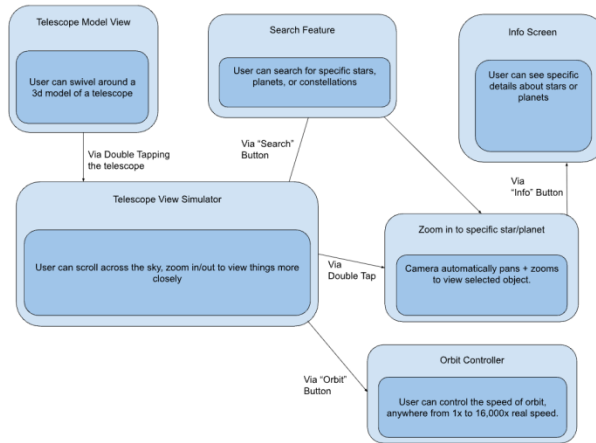 Telescope Model View
User can swivel around a
3d model of a telescope
Search Feature
User can search for specific stars,
planets, or constellations
Info Screen
User can see specific
details about stars or
planets
Via Double Tapping
the telescope
Via "Search"
Button
Via
"Info" Button
Telescope View Simulator
User can scroll across the sky, zoom in/out to view things more
closely
Via
Double Tap
Zoom in to specific star/planet
Camera automatically pans + zooms
to view selected object.
Via "Orbit"
Button
Orbit Controller
User can control the speed of orbit,
anywhere from 1x to 16,000x real speed.